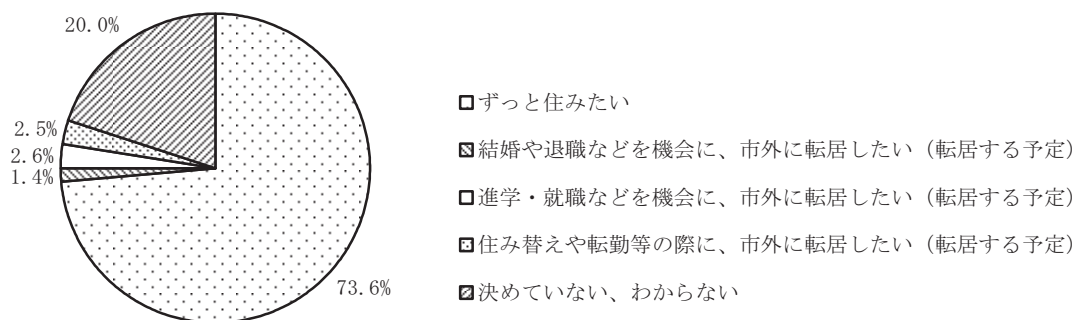 20.0%
2.5%
2.6%
1.4%
73.6%
ずっと住みたい
結婚や退職などを機会に、市外に転居したい（転居する予定）
進学・就職などを機会に、市外に転居したい（転居する予定）
住み替えや転勤等の際に、市外に転居したい（転居する予定）
決めていない、わからない